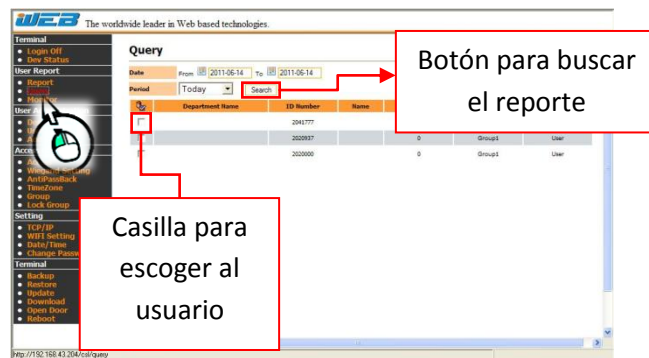 WEB The worldwide leader in Web based technologies.
Terminal
Login Off
Dev Status
User Report
Report
Monitor
Query
Date From 2011-06-14 To 2011-06-14
Period Today Search
Department Name ID Number Name
2041777
2020937 0 Group1 User
2020000 0 Group1 User
Botón para buscar
el reporte
Casilla para
escoger al
usuario
AntiPassBack
TimeZone
Group
Lock Group
Setting
TCP/IP
WIFI Setting
Date/Time
Change Passw
Terminal
Backup
Restore
Update
Download
Open Door
Reboot
http://192.168.43.204/csl/query